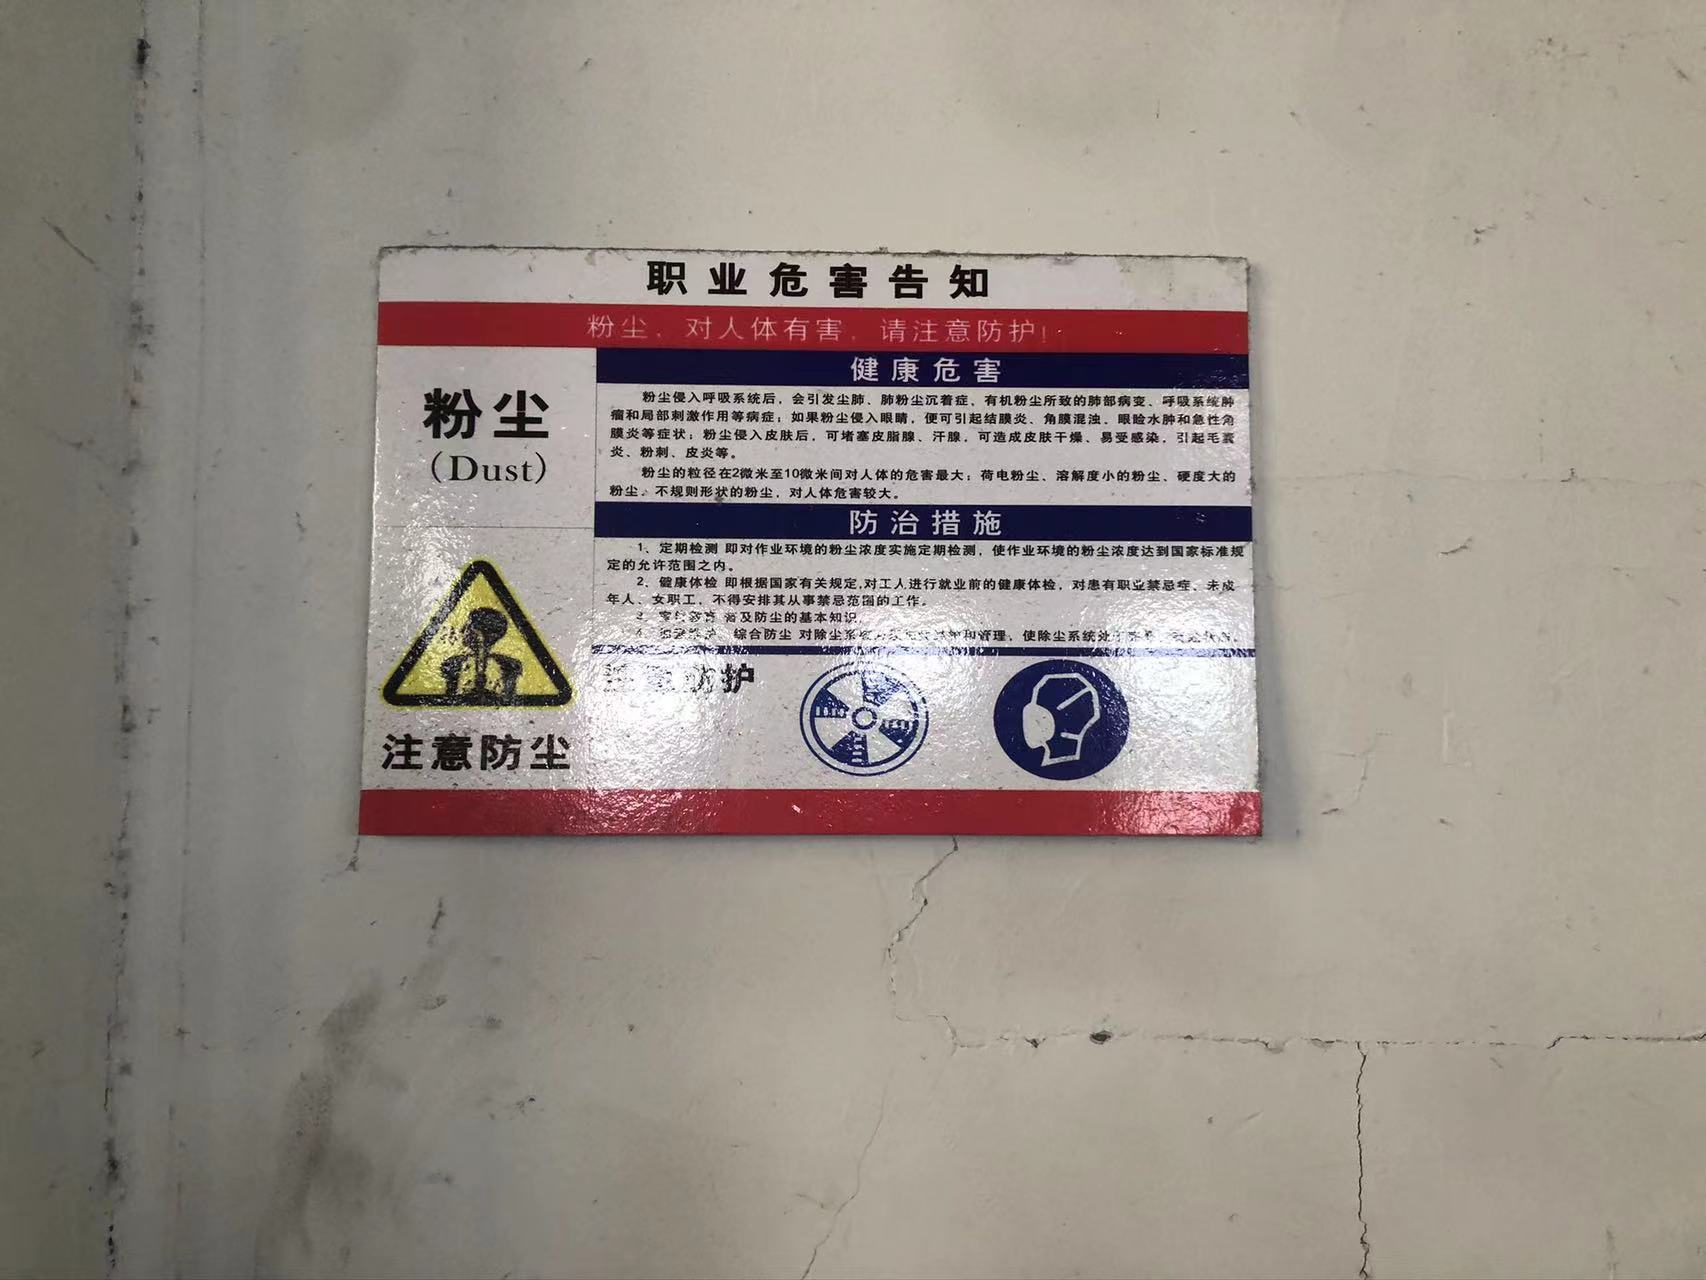 职业危害告知
粉尘，对人体有害，请注意防护！
粉尘
（Dust）
注意防尘
健康危害
粉尘侵入呼吸系统后，会引发尘肺、肺粉尘沉着症、有机粉尘所致的肺部病变、呼吸系统肿
瘤和局部刺激作用等病症；如果粉尘侵入眼睛，便可引起结膜炎、角膜混浊、眼睑水肿和急性角
膜炎等症状；粉尘侵入皮肤后，可堵塞皮脂腺、汗腺，可造成皮肤干燥、易受感染，引起毛囊
炎、粉刺、皮炎等。
粉尘的粒径在2微米至10微米间对人体的危害最大；荷电粉尘、溶解度小的粉尘、硬度大的
粉尘、不规则形状的粉尘，对人体危害较大。
防治措施
1、定期检测 即对作业环境的粉尘浓度实施定期检测，使作业环境的粉尘浓度达到国家标准规
定的允许范围之内。
2、健康体检 即根据国家有关规定,对工人进行就业前的健康体检，对患有职业禁忌症、未成
年人、女职工，不得安排其从事禁忌范围的工作。
3、教育 普及防尘的基本知识
4、综合防尘 对除尘系统和管理，使除尘系统处于
防护